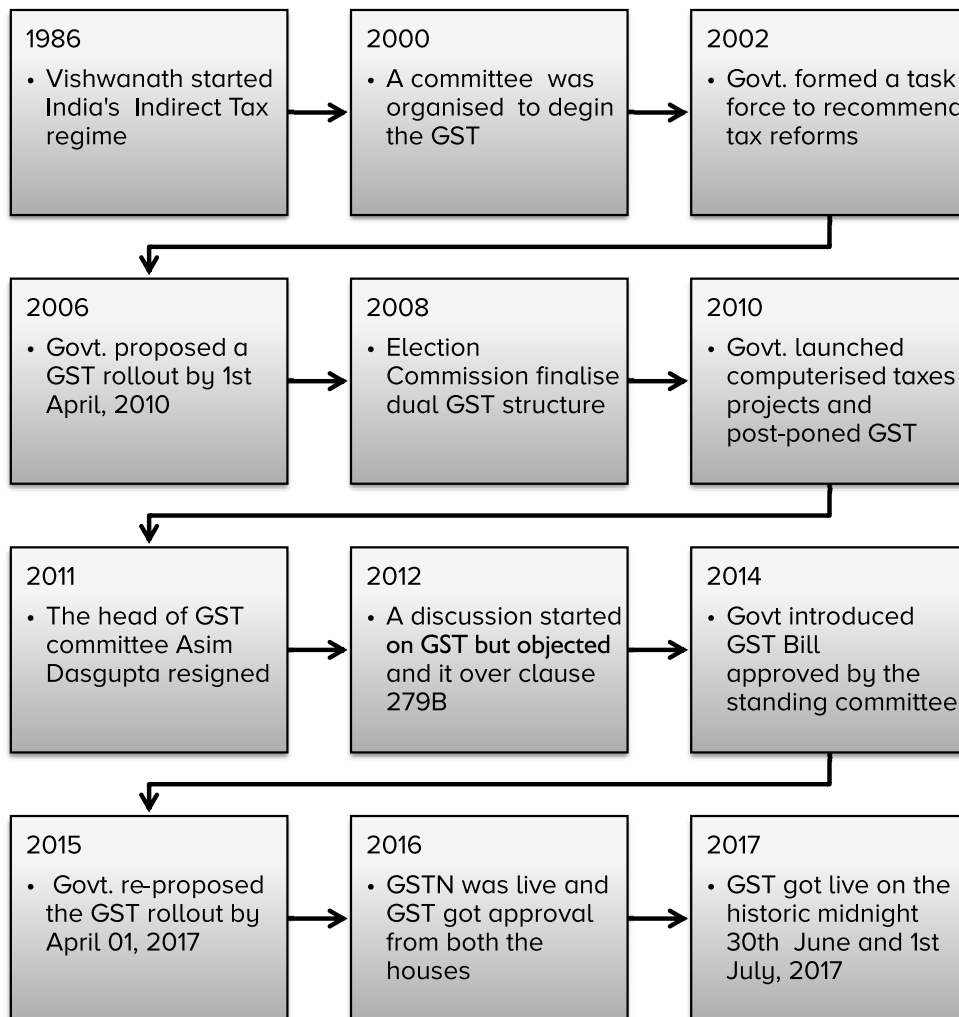 1986
• Vishwanath started
India's Indirect Tax
regime
2000
• A committee was
organised to degin
the GST
2002
• Govt. formed a task
force to recommend
tax reforms
2006
• Govt. proposed a
GST rollout by 1st
April, 2010
2008
• Election
Commission finalise
dual GST structure
2010
• Govt. launched
computerised taxes
projects and
post-poned GST
2011
• The head of GST
committee Asim
Dasgupta resigned
2012
• A discussion started
on GST but objected
and it over clause
279B
2014
• Govt introduced
GST Bill
approved by the
standing committee
2015
• Govt. re-proposed
the GST rollout by
April 01, 2017
2016
• GSTN was live and
GST got approval
from both the
houses
2017
• GST got live on the
historic midnight
30th June and 1st
July, 2017